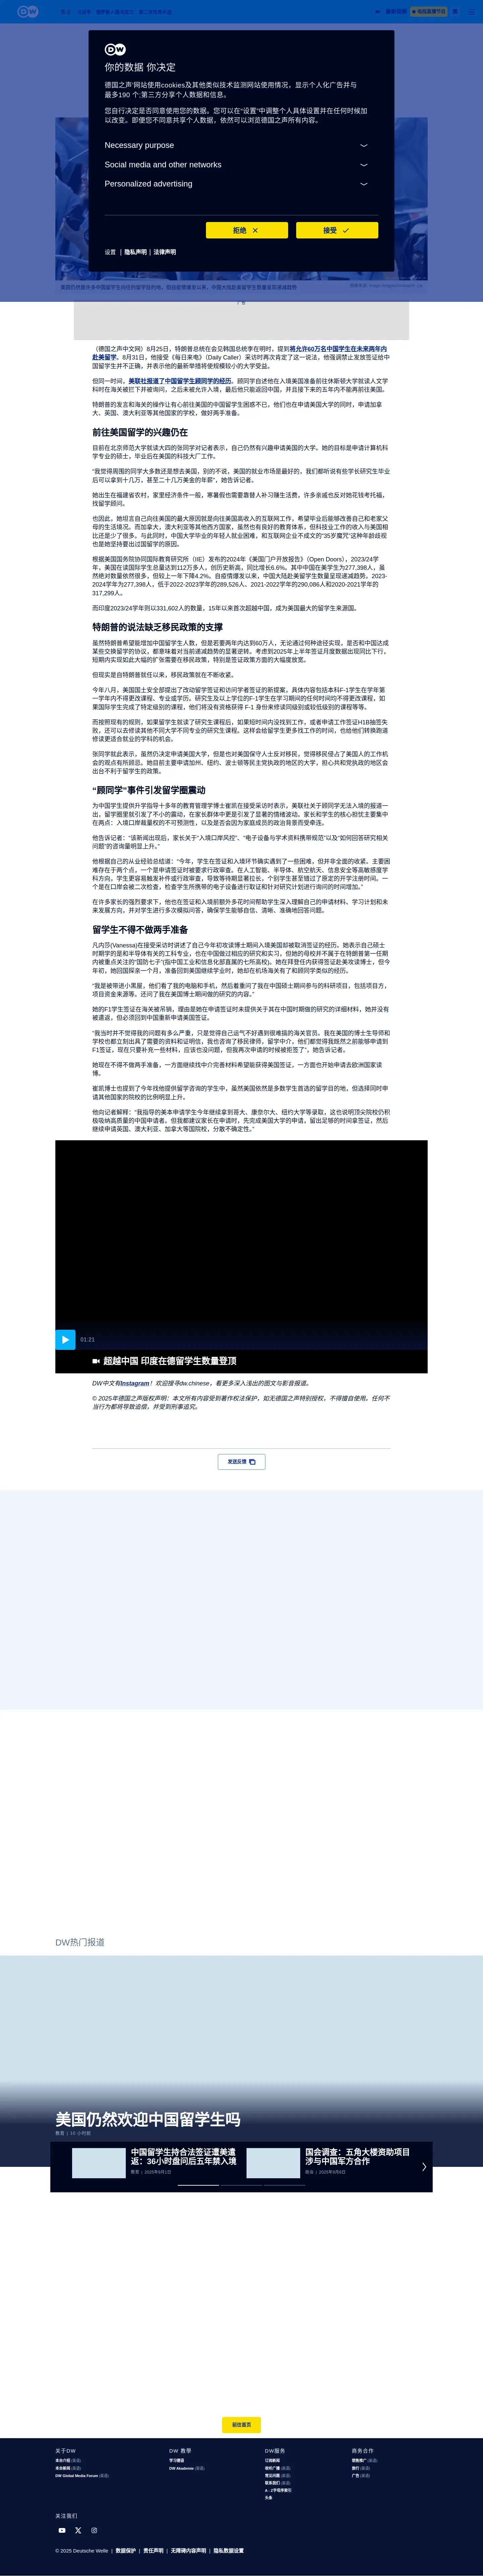 DW
最新视频
电视直播节目
简
DW
你的数据 你决定
德国之声'网站使用cookies及其他类似技术监测网站使用情况，显示个人化广告并与
最多190 个;第三方分享个人数据和信息。
您自行决定是否同意使用您的数据。您可以在“设置”中调整个人具体设置并在任何时候加
以改变。即便您不同意共享个人数据，依然可以浏览德国之声所有内容。
Necessary purpose
Social media and other networks
Personalized advertising
拒绝
接受
设置 | 隐私声明 | 法律声明
广告
（德国之声中文网）8月25日，特朗普总统在会见韩国总统李在明时，提到将允许60万名中国学生在未来两年内
赴美留学。8月31日，他接受《每日来电》（Daily Caller）采访时再次肯定了这一说法，他强调禁止发放签证给中
国留学生并不正确，并表示他的最新举措将使规模较小的大学受益。
但同一时间，美联社报道了中国留学生顾同学的经历。顾同学自述他在入境美国准备前往休斯顿大学就读人文学
科时在海关被拦下并被询问，之后未被允许入境，最后他只能返回中国，并且接下来的五年内不能再前往美国。
特朗普的发言和海关的操作让有心前往美国的中国留学生困惑不已，他们也在申请美国大学的同时，申请加拿
大、英国、澳大利亚等其他国家的学校，做好两手准备。
前往美国留学的兴趣仍在
目前在北京师范大学就读大四的张同学对记者表示，自己仍然有兴趣申请美国的大学。她的目标是申请计算机科
学专业的硕士，毕业后在美国的科技大厂工作。
“我觉得周围的同学大多数还是想去美国，别的不说，美国的就业市场是最好的，我们都听说有些学长研究生毕业
后可以拿到十几万，甚至二十几万美金的年薪”，她告诉记者。
她出生在福建省农村，家里经济条件一般，寒暑假也需要靠替人补习赚生活费，许多亲戚也反对她花钱考托福，
找留学顾问。
也因此，她坦言自己向往美国的最大原因就是向往美国高收入的互联网工作，希望毕业后能够改善自己和老家父
母的生活境况。而加拿大，澳大利亚等其他西方国家，虽然也有良好的教育体系，但科技业工作的收入与美国相
比还是少了很多。与此同时，中国大学毕业的年轻人就业困难，和互联网企业不成文的“35岁魔咒”这种年龄歧视
也是她坚持要出过留学国的原因。
根据美国国务院协同国际教育研究所（IIE）发布的2024年《美国门户开放报告》（Open Doors），2023/24学
年，美国在读国际学生总量达到112万多人，创历史新高，同比增长6.6%。其中中国在美学生为277,398人，虽
然绝对数量依然很多，但较上一年下降4.2%。自疫情爆发以来，中国大陆赴美留学生数量呈现递减趋势。2023-
2024学年为277,398人，低于2022-2023学年的289,526人、2021-2022学年的290,086人和2020-2021学年的
317,299人。
而印度2023/24学年则以331,602人的数量，15年以来首次超越中国，成为美国最大的留学生来源国。
特朗普的说法缺乏移民政策的支撑
虽然特朗普希望能增加中国留学生人数，但是若要两年内达到60万人，无论通过何种途径实现，是否和中国达成
某些交换留学的协议，都意味着对当前递减趋势的显著逆转。考虑到2025年上半年签证月度数据出现同比下行，
短期内实现如此大幅的扩张需要在移民政策，特别是签证政策方面的大幅度放宽。
但现实是自特朗普就任以来，移民政策就在不断收紧。
今年八月，美国国土安全部提出了改动留学签证和访问学者签证的新提案，具体内容包括本科F-1学生在学年第
一学年内不得更改课程、专业或学历。研究生及以上学位的F-1学生在学习期间的任何时间均不得更改课程，如
果国际学生完成了特定级别的课程，他们将没有资格获得 F-1 身份来修读同级别或较低级别的课程等等。
而按照现有的规则，如果留学生就读了研究生课程后，如果短时间内没找到工作，或者申请工作签证H1B抽签失
败，还可以去修读其他不同大学不同专业的研究生课程。这样会给留学生更多找工作的时间，也给他们转换跑道
修读更适合就业的学科的机会。
张同学就此表示，虽然仍决定申请美国大学，但是也对美国保守人士反对移民，觉得移民侵占了美国人的工作机
会的观点有所顾忌。她目前主要申请加州、纽约、波士顿等民主党执政的地区的大学，担心共和党执政的地区会
出台不利于留学生的政策。
“顾同学”事件引发留学圈震动
为中国学生提供升学指导十多年的教育管理学博士崔凯在接受采访时表示，美联社关于顾同学无法入境的报道一
出，留学圈里就引发了不小的震动，在家长群体中更是引发了显著的情绪波动。家长和学生的核心担忧主要集中
在两点：入境口岸裁量权的不可预测性，以及是否会因为家庭成员的政治背景而受牵连。
他告诉记者：“该新闻出现后，家长关于“入境口岸风控”、“电子设备与学术资料携带规范”以及“如何回答研究相关
问题”的咨询量明显上升。”
他根据自己的从业经验总结道：“今年，学生在签证和入境环节确实遇到了一些困难，但并非全面的收紧。主要困
难存在于两个点，一个是申请签证时被要求行政审查。在人工智能、半导体、航空航天、信息安全等高敏感度学
科方向，学生更容易触发补件或行政审查，导致等待期显著拉长，个别学生甚至错过了原定的开学注册时间。一
个是在口岸会被二次检查，检查学生所携带的电子设备进行取证和针对研究计划进行询问的时间增加。”
在许多家长的强烈要求下，他也在签证和入境前额外多花时间帮助学生深入理解自己的申请材料、学习计划和未
来发展方向，并对学生进行多次模拟问答，确保学生能够自信、清晰、准确地回答问题。
留学生不得不做两手准备
凡内莎(Vanessa)在接受采访时讲述了自己今年初攻读博士期间入境美国却被取消签证的经历。她表示自己硕士
时期学的是和半导体有关的工科专业，也在中国做过相应的研究和实习。但她的母校并不属于在特朗普第一任期
内被重点关注的“国防七子”(指中国工业和信息化部直属的七所高校)。她在拜登任内获得签证赴美攻读博士，但今
年初，她回国探亲一个月，准备回到美国继续学业时，她却在机场海关有了和顾同学类似的经历。
“我是被带进小黑屋，他们看了我的电脑和手机，然后着重问了我在中国硕士期间参与的科研项目，包括项目方，
项目资金来源等。还问了我在美国博士期间做的研究的内容。”
她的F1学生签证在海关被吊销，理由是她在申请签证时未提供关于其在中国时期做的研究的详细材料，她并没有
被遣返，但必须回到中国重新申请美国签证。
“我当时并不觉得我的问题有多么严重，只是觉得自己运气不好遇到很难搞的海关官员。我在美国的博士生导师和
学校也都立刻出具了需要的资料和证明信，我也咨询了移民律师，留学中介，他们都觉得我既然之前能够申请到
F1签证，现在只要补充一些材料，应该也没问题，但我两次申请的时候被拒签了”，她告诉记者。
她现在不得不做两手准备，一方面继续找中介完善材料希望能获得美国签证，一方面也开始申请去欧洲国家读
博。
崔凯博士也提到了今年找他提供留学咨询的学生中，虽然美国依然是多数学生首选的留学目的地，但选择同时申
请其他国家的院校的比例明显上升。
他向记者解释：“我指导的美本申请学生今年继续拿到哥大、康奈尔大、纽约大学等录取，这也说明顶尖院校仍积
极吸纳高质量的中国申请者。但我都建议家长在申请时，先完成美国大学的申请，留出足够的时间拿签证，然后
继续申请英国、澳大利亚、加拿大等国院校，分散不确定性。”
01:21
超越中国 印度在德留学生数量登顶
DW中文有Instagram！欢迎搜寻dw.chinese，看更多深入浅出的图文与影音报道。
© 2025年德国之声版权声明：本文所有内容受到著作权法保护，如无德国之声特别授权，不得擅自使用。任何不
当行为都将导致追偿，并受到刑事追究。
发送反馈
DW热门报道
美国仍然欢迎中国留学生吗
教育 | 10 小时前
中国留学生持合法签证遭美遣
返：36小时盘问后五年禁入境
教育 | 2025年9月1日
国会调查：五角大楼资助项目
涉与中国军方合作
政治 | 2025年9月6日
前往首页
关于DW
本台介绍 (英语)
本台新闻 (英语)
DW Global Media Forum (英语)
DW 教學
学习德语
DW Akademie (英语)
DW服务
订阅新闻
收听广播 (英语)
常见问题 (英语)
联系我们 (英语)
A - Z字母序索引
头条
商务合作
销售推广 (英语)
旅行 (英语)
广告 (英语)
关注我们
© 2025 Deutsche Welle | 数据保护 | 责任声明 | 无障碍内容声明 | 隐私数据设置